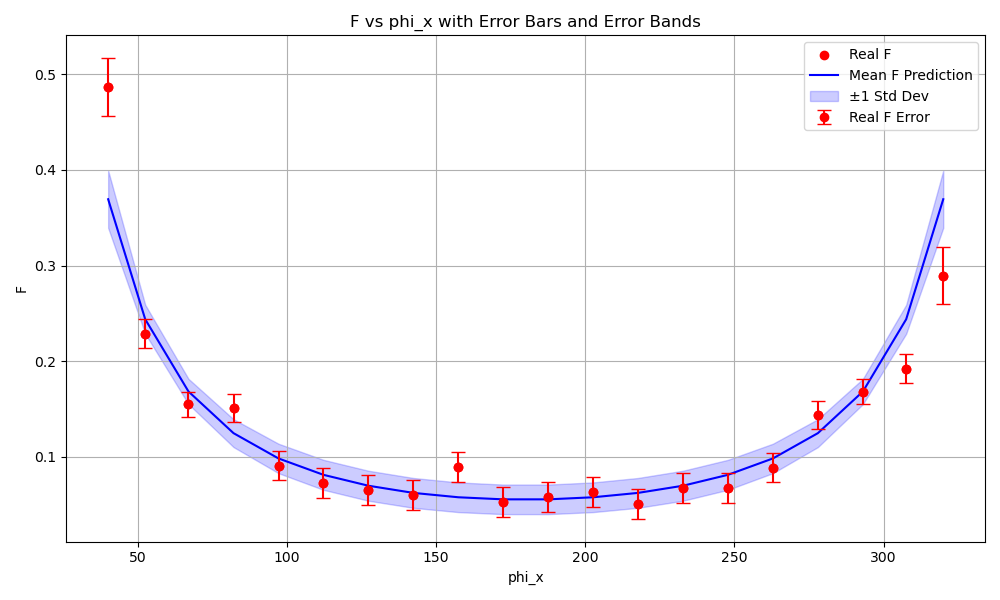 F vs phi_x with Error Bars and Error Bands
Real F
Mean F Prediction
±1 Std Dev
Real F Error
0.5
0.4
0.3
0.2
0.1
F
50
100
150
200
250
300
phi_x